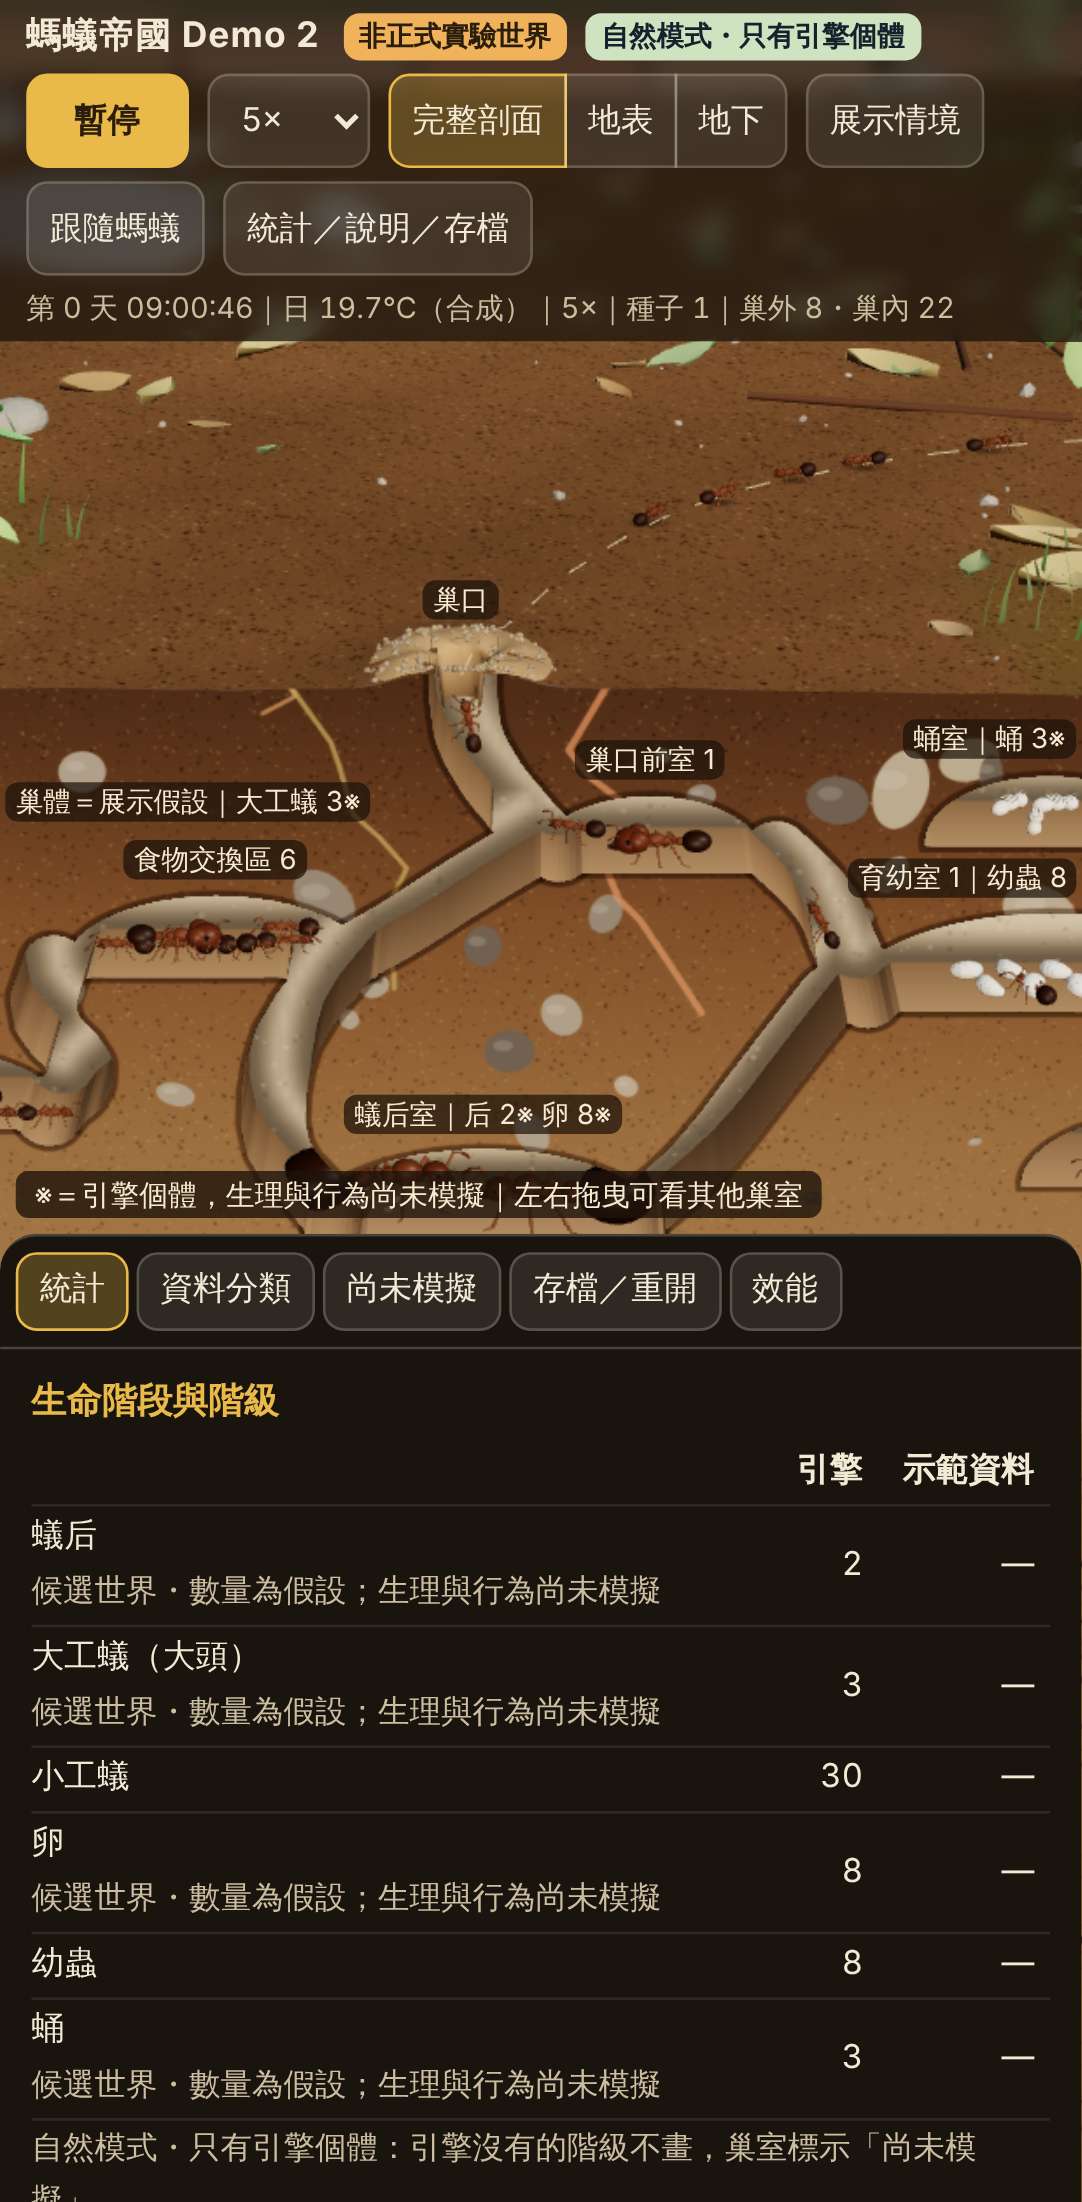 螞蟻帝國 Demo 2 非正式實驗世界 自然模式・只有引擎個體
暫停 5× 完整剖面 地表 地下 展示情境
跟隨螞蟻 統計／說明／存檔
第 0 天 09:00:46｜日 19.7°C（合成）｜5×｜種子 1｜巢外 8・巢內 22
巢口
蛹室｜蛹 3※
巢口前室 1
巢體＝展示假設｜大工蟻 3※
食物交換區 6
育幼室 1｜幼蟲 8
蟻后室｜后 2※ 卵 8※
※＝引擎個體，生理與行為尚未模擬｜左右拖曳可看其他巢室
統計 資料分類 尚未模擬 存檔／重開 效能
生命階段與階級
引擎 示範資料
蟻后
候選世界・數量為假設；生理與行為尚未模擬 2 —
大工蟻（大頭）
候選世界・數量為假設；生理與行為尚未模擬 3 —
小工蟻 30 —
卵
候選世界・數量為假設；生理與行為尚未模擬 8 —
幼蟲 8 —
蛹
候選世界・數量為假設；生理與行為尚未模擬 3 —
自然模式・只有引擎個體：引擎沒有的階級不畫，巢室標示「尚未模
擬」